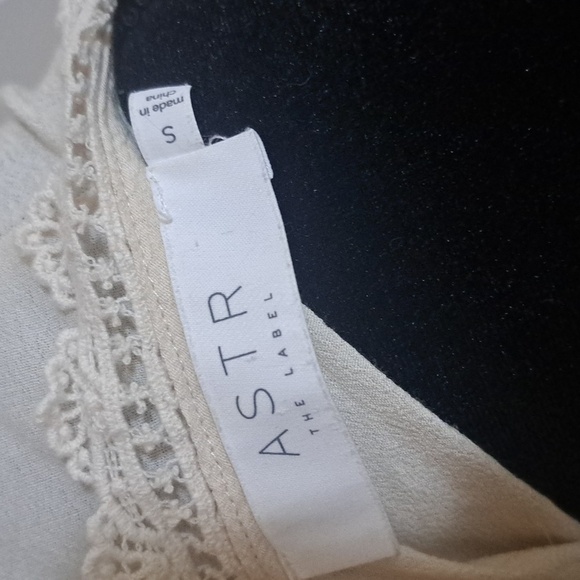 ASTR
THE LABEL
S
made in
china